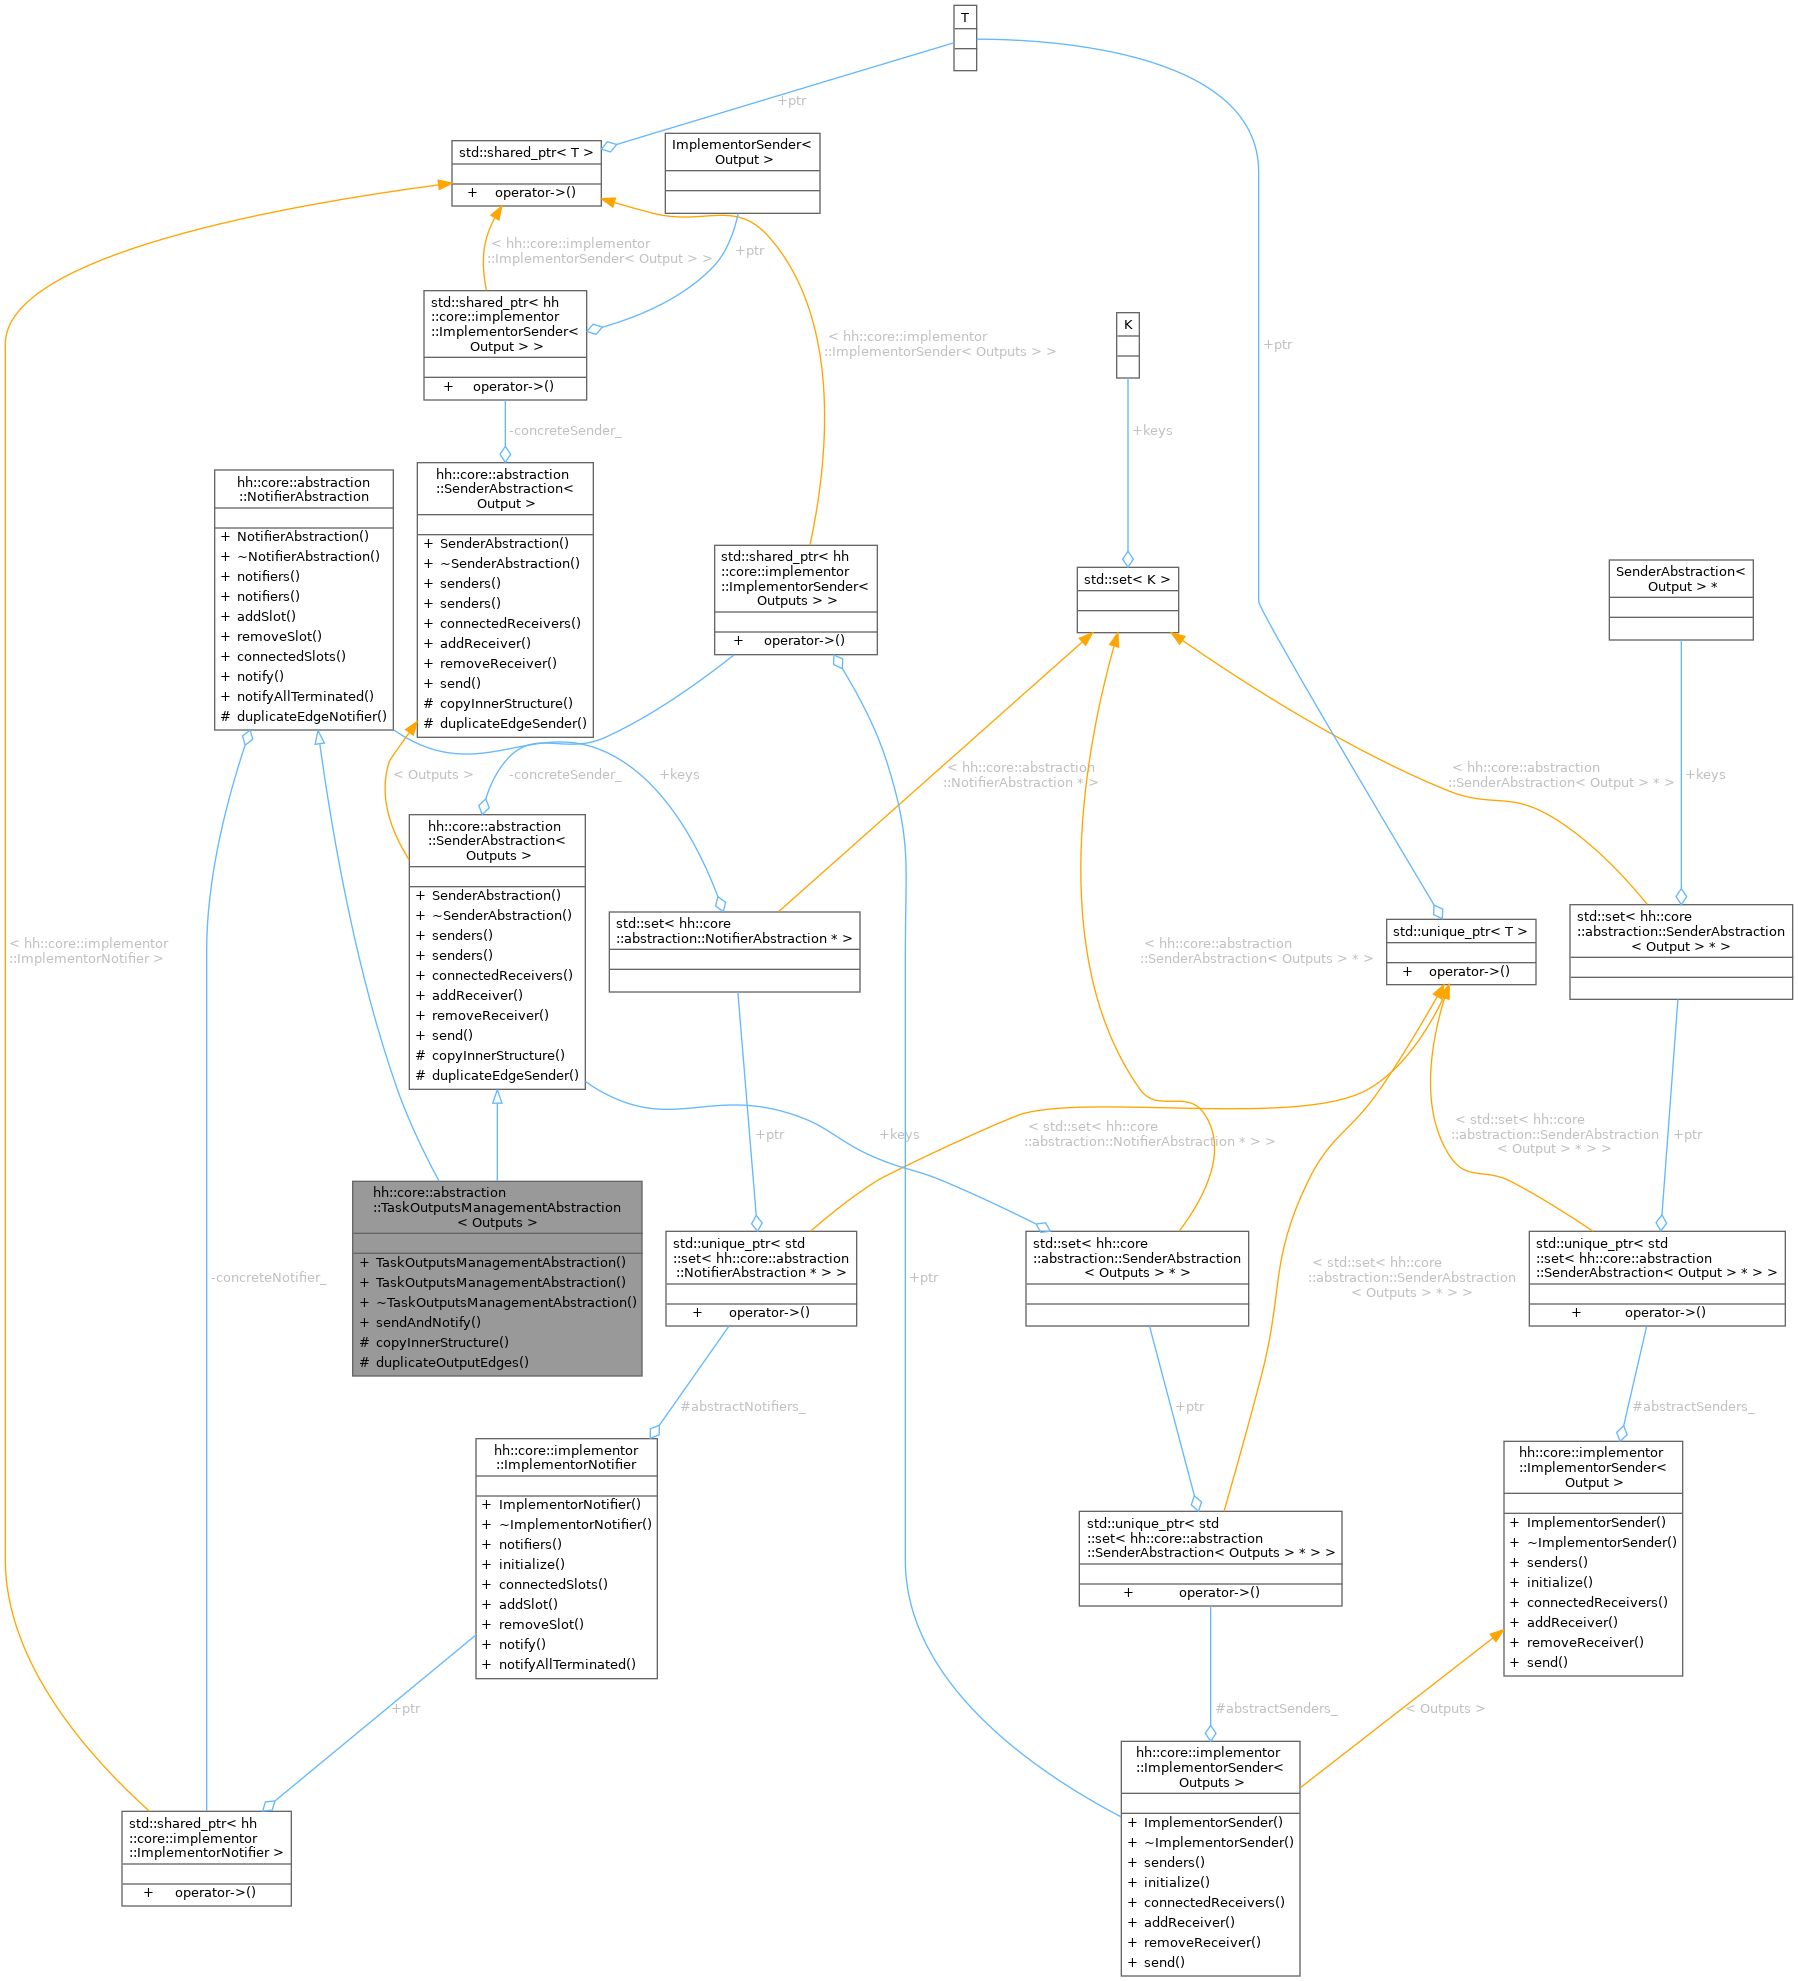 T
+ptr
std::shared_ptr< T >
+ operator->()
ImplementorSender<
Output >
< hh::core::implementor
::ImplementorSender< Output > >
+ptr
std::shared_ptr< hh
::core::implementor
::ImplementorSender<
Output > >
+ operator->()
K
< hh::core::implementor
::ImplementorSender< Outputs > >
+ptr
-concreteSender_
+keys
hh::core::abstraction
::NotifierAbstraction
+ NotifierAbstraction()
+ ~NotifierAbstraction()
+ notifiers()
+ notifiers()
+ addSlot()
+ removeSlot()
+ connectedSlots()
+ notify()
+ notifyAllTerminated()
# duplicateEdgeNotifier()
hh::core::abstraction
::SenderAbstraction<
Output >
+ SenderAbstraction()
+ ~SenderAbstraction()
+ senders()
+ senders()
+ connectedReceivers()
+ addReceiver()
+ removeReceiver()
+ send()
# copyInnerStructure()
# duplicateEdgeSender()
std::shared_ptr< hh
::core::implementor
::ImplementorSender<
Outputs > >
+ operator->()
std::set< K >
SenderAbstraction<
Output > *
< Outputs >
-concreteSender_
+keys
< hh::core::abstraction
::NotifierAbstraction * >
< hh::core::abstraction
::SenderAbstraction< Output > * >
+keys
hh::core::abstraction
::SenderAbstraction<
Outputs >
+ SenderAbstraction()
+ ~SenderAbstraction()
+ senders()
+ senders()
+ connectedReceivers()
+ addReceiver()
+ removeReceiver()
+ send()
# copyInnerStructure()
# duplicateEdgeSender()
std::set< hh::core
::abstraction::NotifierAbstraction * >
< hh::core::implementor
::ImplementorNotifier >
< hh::core::abstraction
::SenderAbstraction< Outputs > * >
std::unique_ptr< T >
+ operator->()
std::set< hh::core
::abstraction::SenderAbstraction
< Output > * >
+ptr
+keys
< std::set< hh::core
::abstraction::NotifierAbstraction * > >
< std::set< hh::core
::abstraction::SenderAbstraction
< Output > * > >
+ptr
hh::core::abstraction
::TaskOutputsManagementAbstraction
< Outputs >
+ TaskOutputsManagementAbstraction()
+ TaskOutputsManagementAbstraction()
+ ~TaskOutputsManagementAbstraction()
+ sendAndNotify()
# copyInnerStructure()
# duplicateOutputEdges()
-concreteNotifier_
std::unique_ptr< std
::set< hh::core::abstraction
::NotifierAbstraction * > >
+ operator->()
+ptr
std::set< hh::core
::abstraction::SenderAbstraction
< Outputs > * >
< std::set< hh::core
::abstraction::SenderAbstraction
< Outputs > * > >
std::unique_ptr< std
::set< hh::core::abstraction
::SenderAbstraction< Output > * > >
+ operator->()
#abstractNotifiers_
+ptr
#abstractSenders_
hh::core::implementor
::ImplementorNotifier
+ ImplementorNotifier()
+ ~ImplementorNotifier()
+ notifiers()
+ initialize()
+ connectedSlots()
+ addSlot()
+ removeSlot()
+ notify()
+ notifyAllTerminated()
std::unique_ptr< std
::set< hh::core::abstraction
::SenderAbstraction< Outputs > * > >
+ operator->()
hh::core::implementor
::ImplementorSender<
Output >
+ ImplementorSender()
+ ~ImplementorSender()
+ senders()
+ initialize()
+ connectedReceivers()
+ addReceiver()
+ removeReceiver()
+ send()
+ptr
#abstractSenders_
< Outputs >
std::shared_ptr< hh
::core::implementor
::ImplementorNotifier >
+ operator->()
hh::core::implementor
::ImplementorSender<
Outputs >
+ ImplementorSender()
+ ~ImplementorSender()
+ senders()
+ initialize()
+ connectedReceivers()
+ addReceiver()
+ removeReceiver()
+ send()